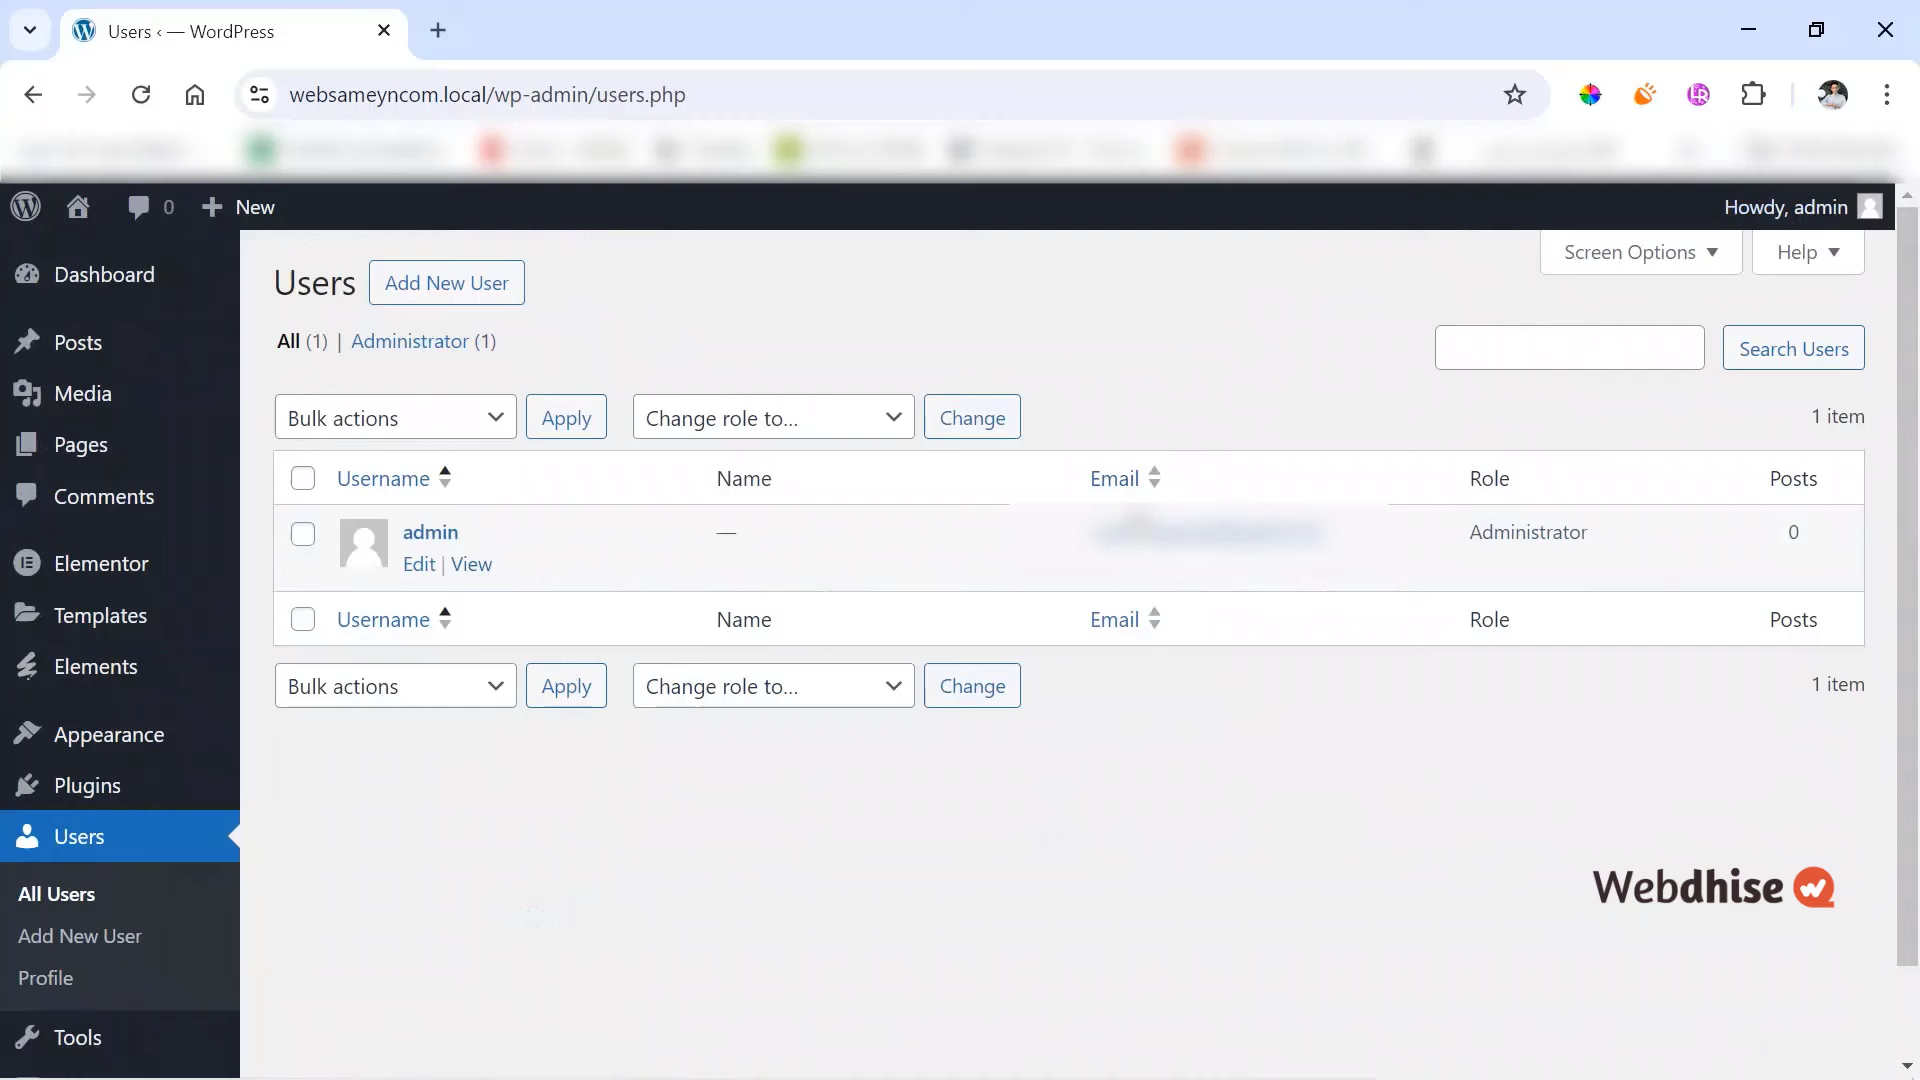 Users ‹ — WordPress
websameyncom.local/wp-admin/users.php
0 New
Howdy, admin
Screen Options ▼
Help ▼
Dashboard
Posts
Media
Pages
Comments
Elementor
Templates
Elements
Appearance
Plugins
Users
All Users
Add New User
Profile
Tools
Users
Add New User
All (1) | Administrator (1)
Search Users
Bulk actions
Apply
Change role to...
Change
1 item
Username Name Email Role Posts
admin — Administrator 0
Edit | View
Username Name Email Role Posts
Bulk actions
Apply
Change role to...
Change
1 item
Webdhise